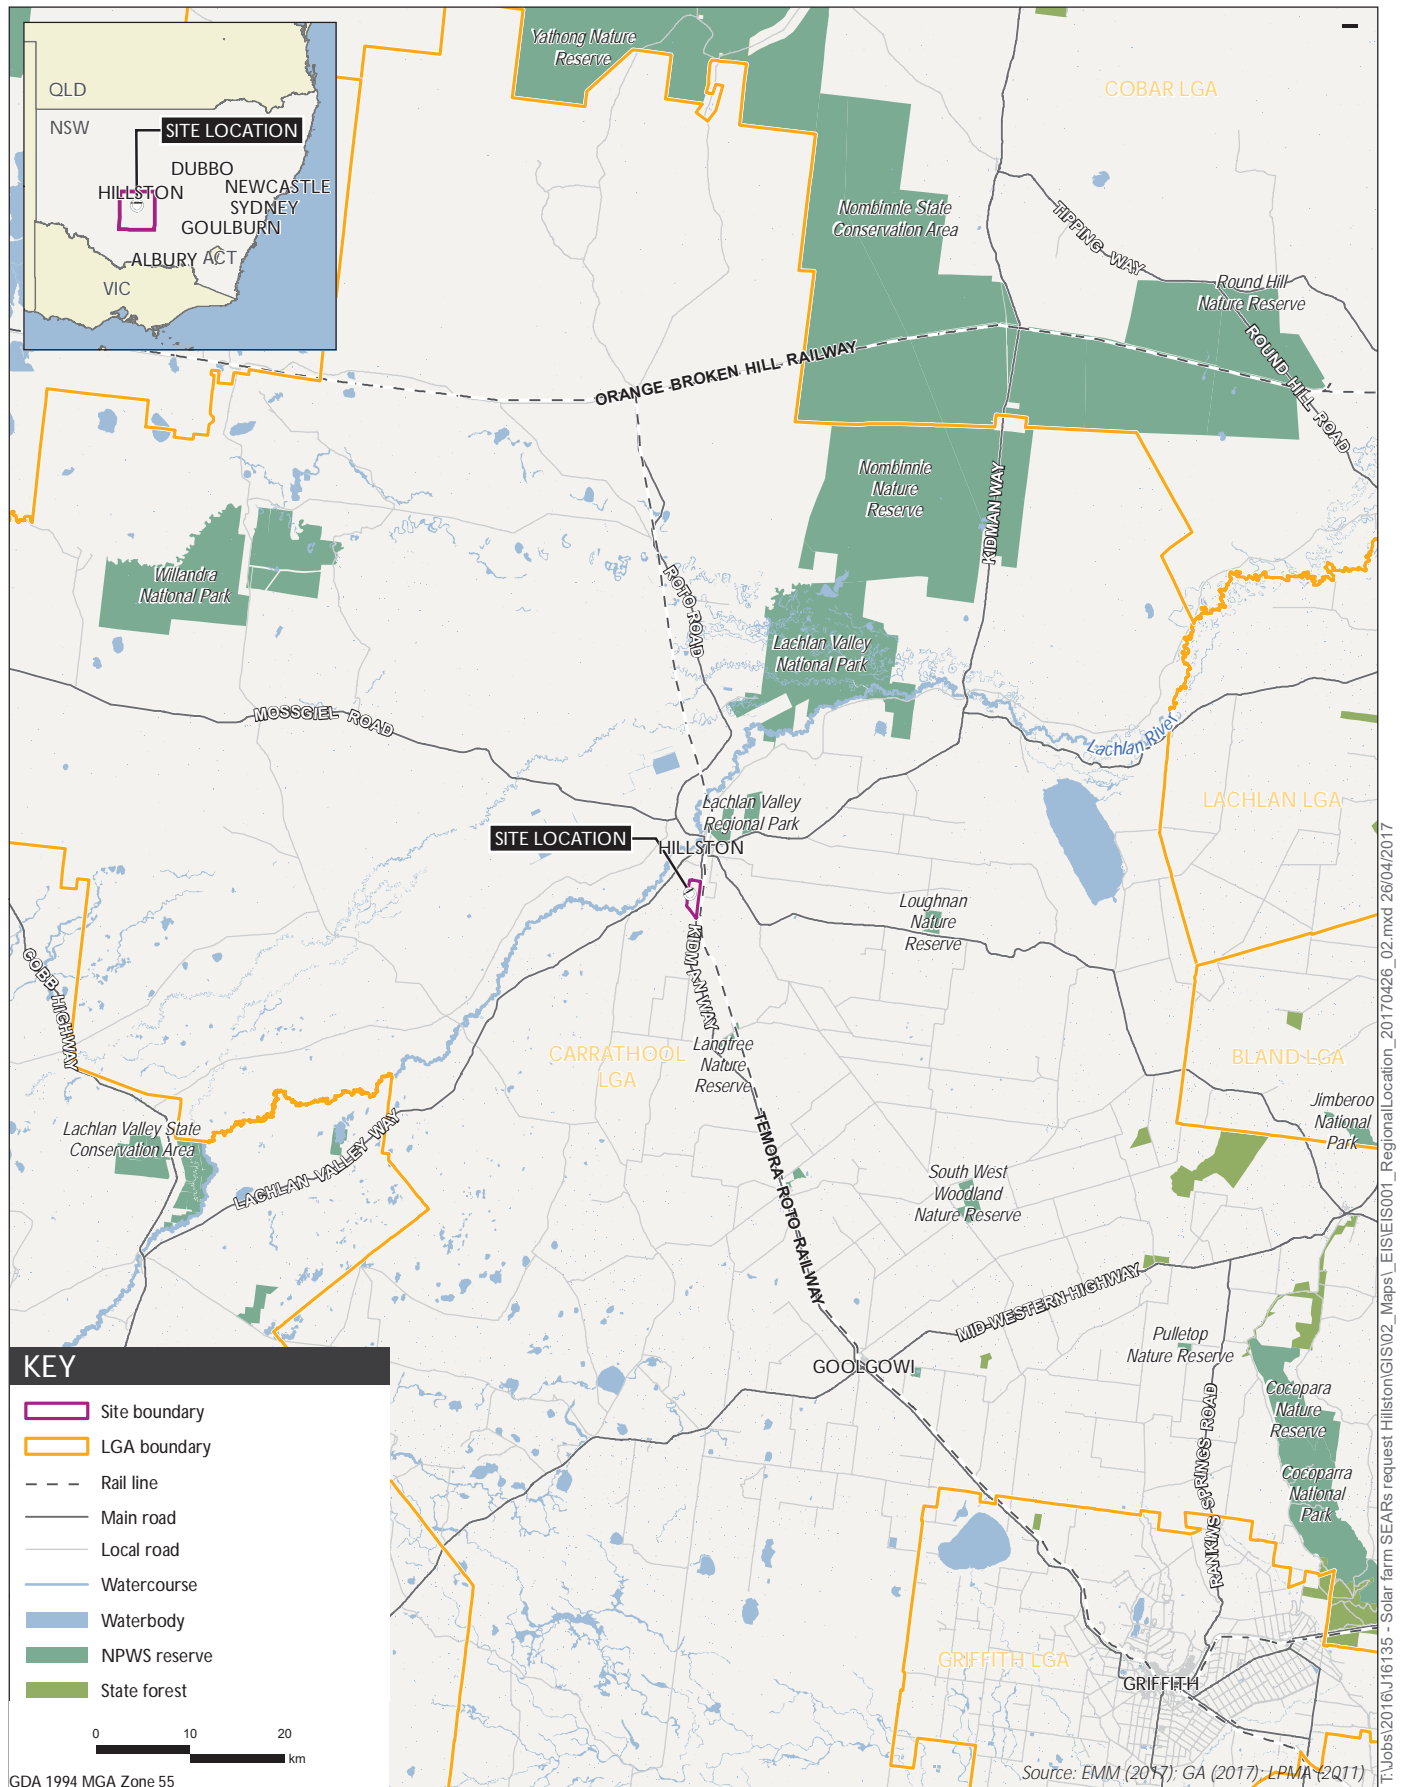 Yathong Nature
Reserve
COBAR LGA
QLD
NSW
SITE LOCATION
DUBBO
HILLSTON
NEWCASTLE
SYDNEY
GOULBURN
ALBURY
ACT
VIC
Nombinnie State
Conservation Area
TIPPING WAY
Round Hill
Nature Reserve
ROUND HILL ROAD
ORANGE BROKEN HILL RAILWAY
Nombinnie
Nature
Reserve
KIDMAN WAY
Willandra
National Park
ROTO ROAD
Lachlan Valley
National Park
MOSSGIEL ROAD
Lachlan River
LACHLAN LGA
Lachlan Valley
Regional Park
SITE LOCATION
HILLSTON
Loughnan
Nature
Reserve
COBB HIGHWAY
KIDMAN WAY
CARRATHOOL
LGA
Langtree
Nature
Reserve
BLAND LGA
Jimberoo
National
Park
Lachlan Valley State
Conservation Area
LACHLAN VALLEY WAY
TEMORA ROTO RAILWAY
South West
Woodland
Nature Reserve
MID-WESTERN HIGHWAY
Pulletop
Nature Reserve
GOOLGOWI
Cocopara
Nature
Reserve
RANKINS SPRINGS ROAD
Cocoparra
National
Park
GRIFFITH LGA
GRIFFITH
KEY
Site boundary
LGA boundary
Rail line
Main road
Local road
Watercourse
Waterbody
NPWS reserve
State forest
0 10 20
km
GDA 1994 MGA Zone 55
Source: EMM (2017); GA (2017); LPMA (2011)
T:\Jobs\2016\J16135 - Solar farm SEARs request Hillston\GIS\02_Maps\_EIS\EIS001_RegionalLocation_20170426_02.mxd 26/04/2017